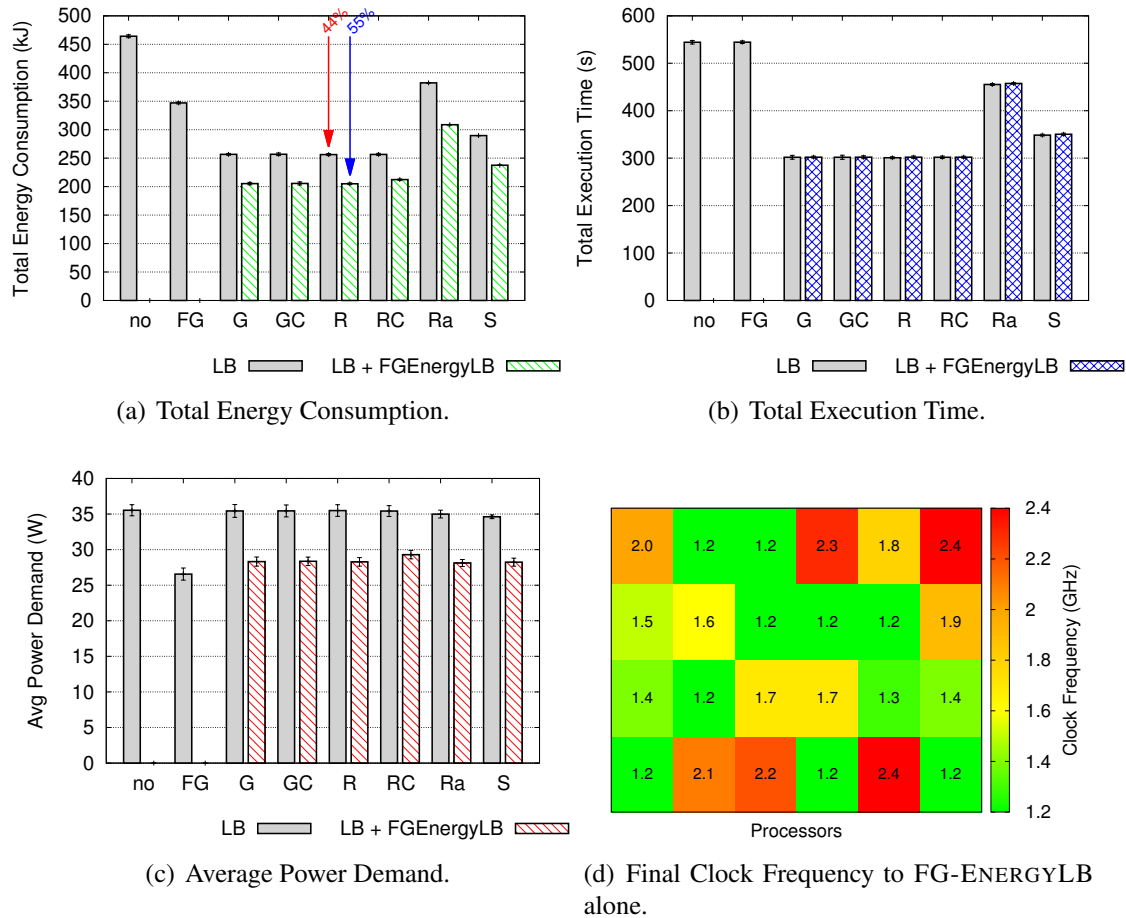 Total Energy Consumption (kJ)
500
450
400
350
300
250
200
150
100
50
0
44%
55%
no FG G GC R RC Ra S
LB LB + FGEnergyLB
(a) Total Energy Consumption.
Total Execution Time (s)
600
500
400
300
200
100
0
no FG G GC R RC Ra S
LB LB + FGEnergyLB
(b) Total Execution Time.
Avg Power Demand (W)
40
35
30
25
20
15
10
5
0
no FG G GC R RC Ra S
LB LB + FGEnergyLB
(c) Average Power Demand.
2.0 1.2 1.2 2.3 1.8 2.4
1.5 1.6 1.2 1.2 1.2 1.9
1.4 1.2 1.7 1.7 1.3 1.4
1.2 2.1 2.2 1.2 2.4 1.2
Processors
2.4
2.2
2
1.8
1.6
1.4
1.2
Clock Frequency (GHz)
(d) Final Clock Frequency to FG-ENERGYLB
alone.